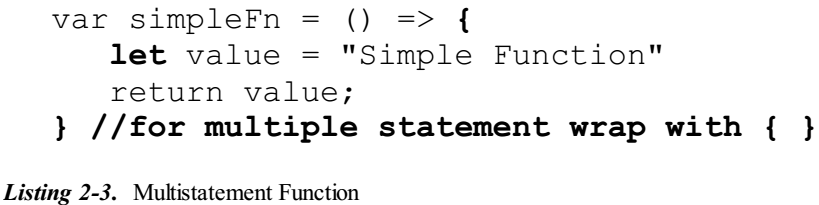 var simpleFn = () => {
let value = "Simple Function"
return value;
} //for multiple statement wrap with { }
Listing 2-3. Multistatement Function